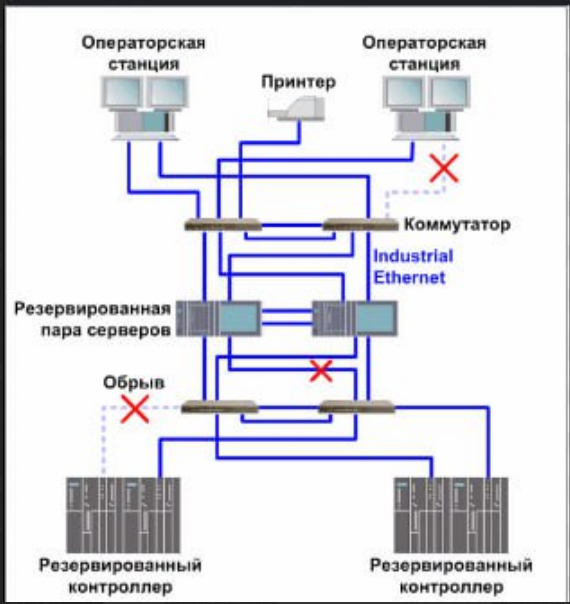 Операторская
станция
Операторская
станция
Принтер
Коммутатор
Industrial
Ethernet
Резервированная
пара серверов
Обрыв
Резервированный
контроллер
Резервированный
контроллер